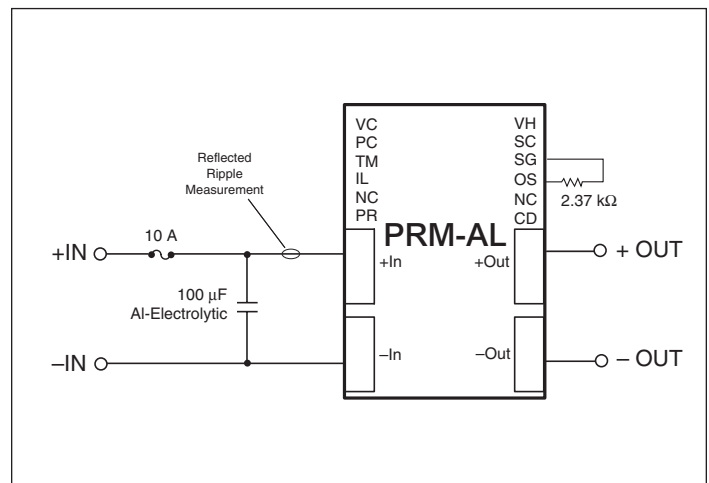 VC
PC
TM
IL
NC
PR
VH
SC
SG
OS
NC
CD
2.37 kΩ
Reflected
Ripple
Measurement
PRM-AL
10 A
+IN
+In
+Out
+ OUT
100 µF
Al-Electrolytic
–IN
–In
–Out
– OUT